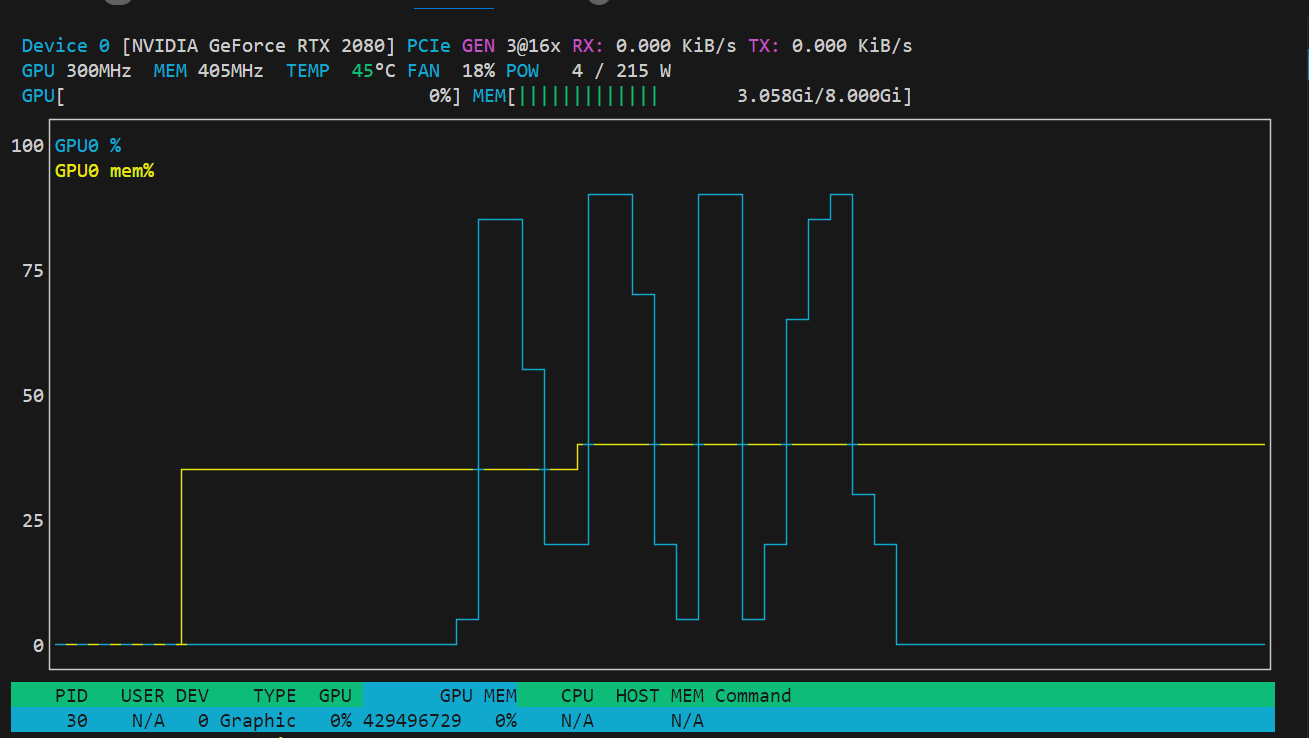 Device 0 [NVIDIA GeForce RTX 2080] PCIe GEN 3@16x RX: 0.000 KiB/s TX: 0.000 KiB/s
GPU 300MHz MEM 405MHz TEMP 45°C FAN 18% POW 4 / 215 W
GPU[ 0%] MEM[||||||||||||| 3.058Gi/8.000Gi]
100 GPU0 %
GPU0 mem%
75
50
25
0
PID USER DEV TYPE GPU GPU MEM CPU HOST MEM Command
30 N/A 0 Graphic 0% 429496729 0% N/A N/A